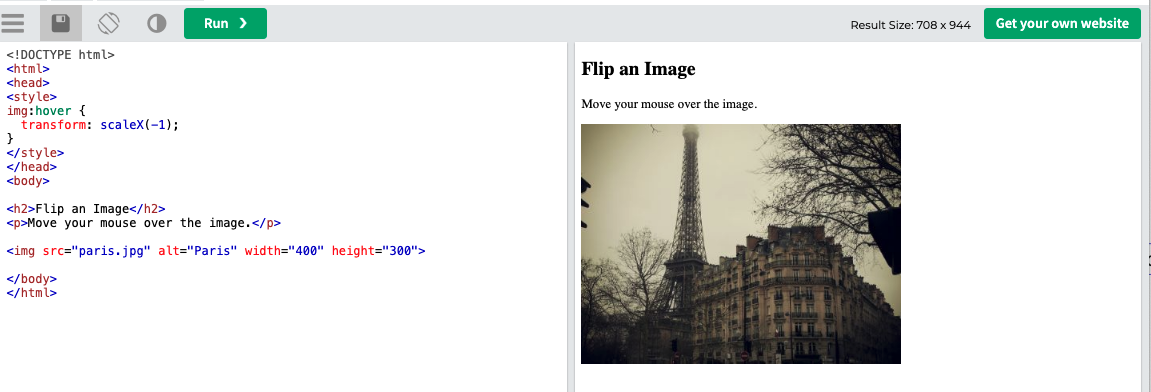 Run ❯
Result Size: 708 x 944
Get your own website
<!DOCTYPE html>
<html>
<head>
<style>
img:hover {
  transform: scaleX(-1);
}
</style>
</head>
<body>
<h2>Flip an Image</h2>
<p>Move your mouse over the image.</p>
<img src="paris.jpg" alt="Paris" width="400" height="300">
</body>
</html>
Flip an Image
Move your mouse over the image.